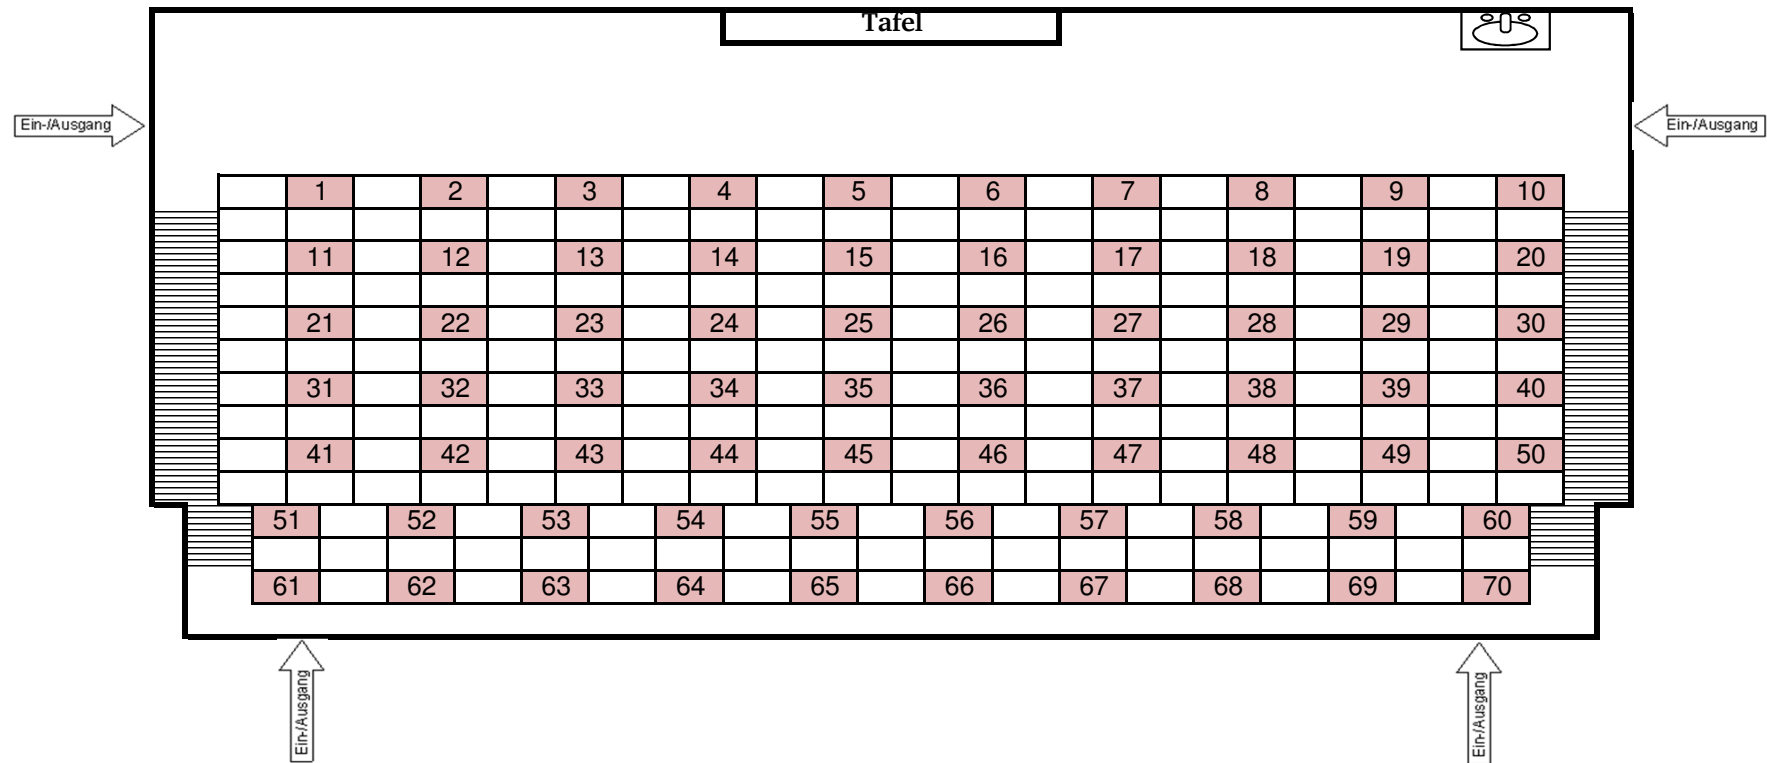 Tafel
Ein-/Ausgang Ein-/Ausgang
1 2 3 4 5 6 7 8 9 10
11 12 13 14 15 16 17 18 19 20
21 22 23 24 25 26 27 28 29 30
31 32 33 34 35 36 37 38 39 40
41 42 43 44 45 46 47 48 49 50
51 52 53 54 55 56 57 58 59 60
61 62 63 64 65 66 67 68 69 70
Ein-/Ausgang Ein-/Ausgang